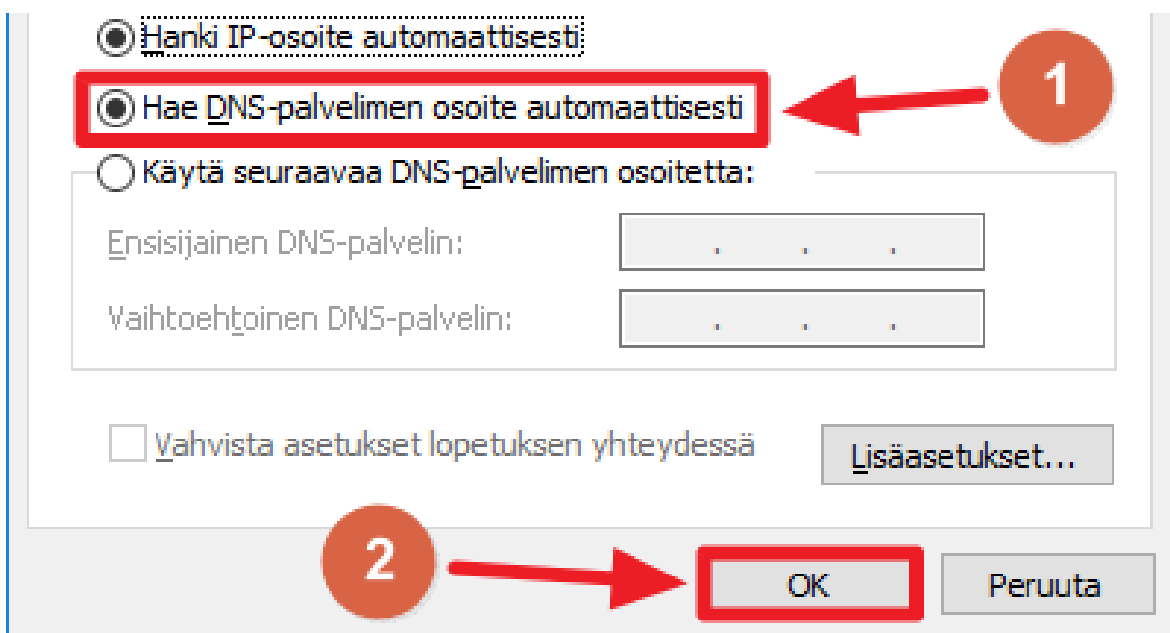 Hanki IP-osoite automaattisesti
Hae DNS-palvelimen osoite automaattisesti
1
Käytä seuraavaa DNS-palvelimen osoitetta:
Ensisijainen DNS-palvelin:
. . .
Vaihtoehtoinen DNS-palvelin:
. . .
Vahvista asetukset lopetuksen yhteydessä
Lisäasetukset...
2
OK
Peruuta